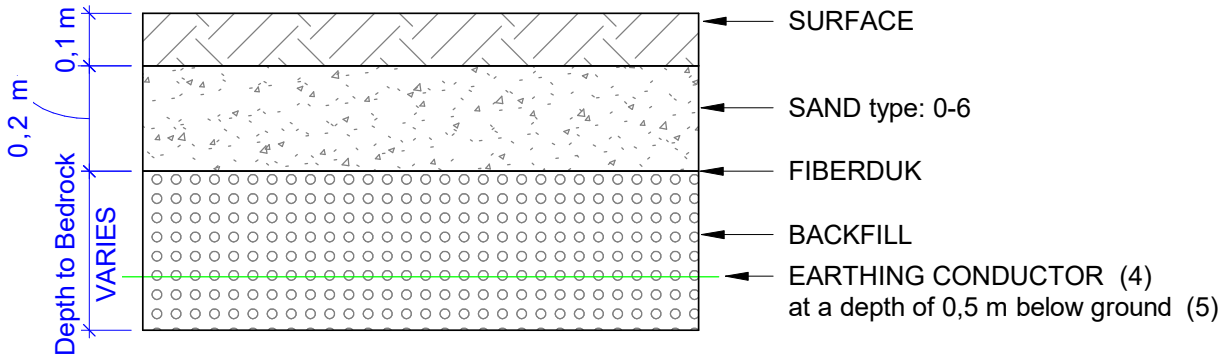 0,1 m
0,2 m
Depth to Bedrock
VARIES
SURFACE
SAND type: 0-6
FIBERDUK
BACKFILL
EARTHING CONDUCTOR (4)
at a depth of 0,5 m below ground (5)